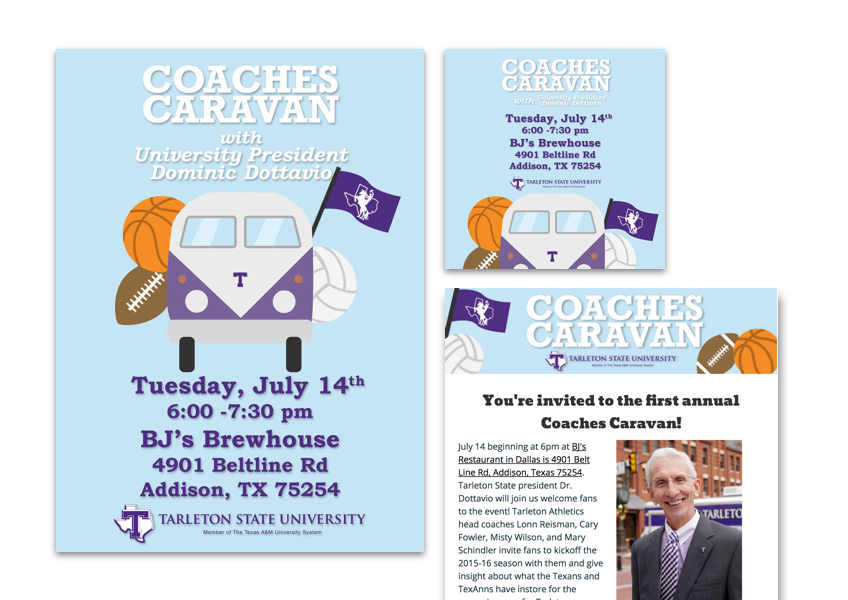 COACHES
CARAVAN
with
University President
Dominic Dottavio
T
Tuesday, July 14th
6:00 -7:30 pm
BJ's Brewhouse
4901 Beltline Rd
Addison, TX 75254
T TARLETON STATE UNIVERSITY
Member of The Texas A&M University System
COACHES
CARAVAN
with University President
Dominic Dottavio
Tuesday, July 14th
6:00 -7:30 pm
BJ's Brewhouse
4901 Beltline Rd
Addison, TX 75254
T TARLETON STATE UNIVERSITY
T
COACHES
CARAVAN
T TARLETON STATE UNIVERSITY
Member of The Texas A&M University System
You're invited to the first annual
Coaches Caravan!
July 14 beginning at 6pm at BJ's
Restaurant in Dallas is 4901 Belt
Line Rd, Addison, Texas 75254.
Tarleton State president Dr.
Dottavio will join us welcome fans
to the event! Tarleton Athletics
head coaches Lonn Reisman, Cary
Fowler, Misty Wilson, and Mary
Schindler invite fans to kickoff the
2015-16 season with them and give
insight about what the Texans and
TexAnns have instore for the
TARLETON
T